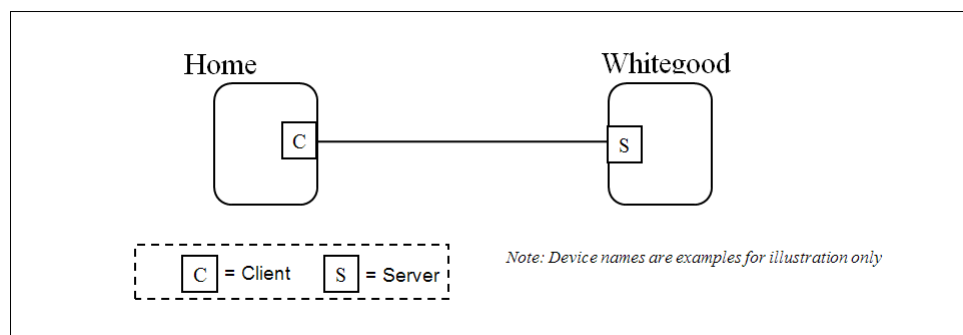 Home
Whitegood
C
S
C = Client
S = Server
Note: Device names are examples for illustration only